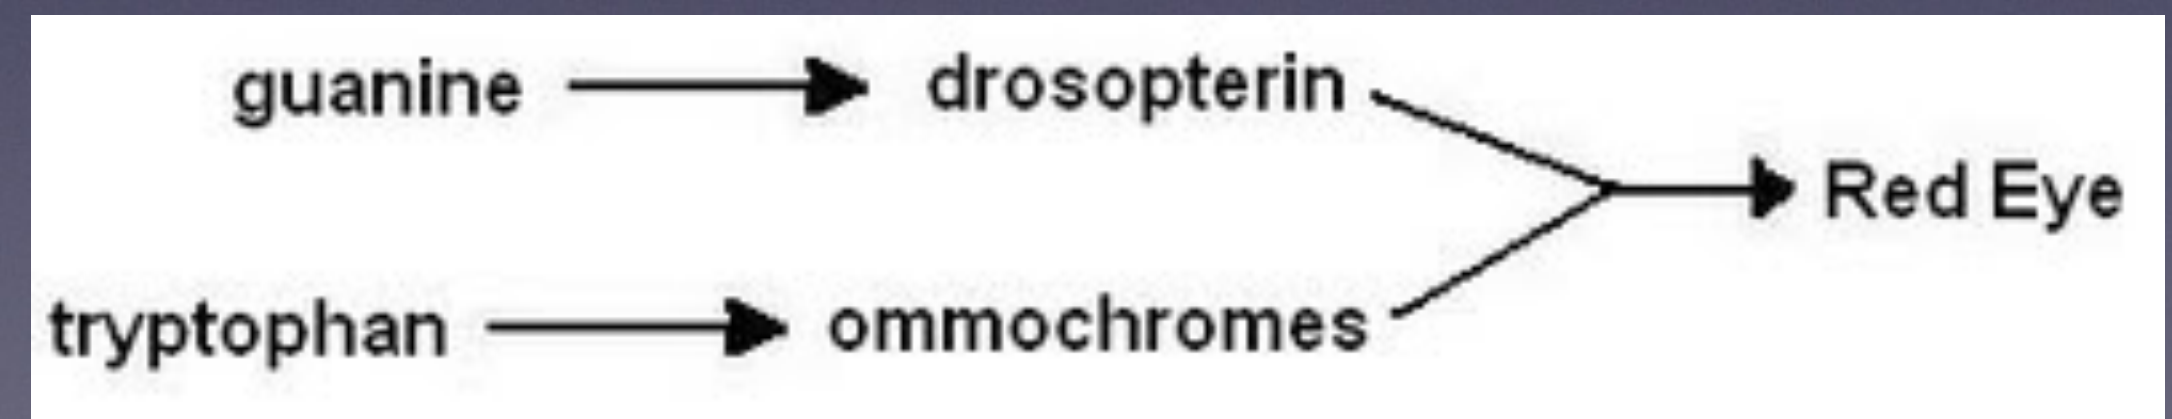 guanine drosopterin
Red Eye
tryptophan ommochromes